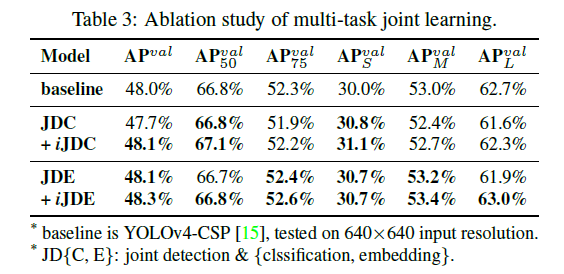 Table 3: Ablation study of multi-task joint learning.
Model AP^val AP^val_50 AP^val_75 AP^val_S AP^val_M AP^val_L
baseline 48.0% 66.8% 52.3% 30.0% 53.0% 62.7%
JDC 47.7% 66.8% 51.9% 30.8% 52.4% 61.6%
+ iJDC 48.1% 67.1% 52.2% 31.1% 52.7% 62.3%
JDE 48.1% 66.7% 52.4% 30.7% 53.2% 61.9%
+ iJDE 48.3% 66.8% 52.6% 30.7% 53.4% 63.0%
* baseline is YOLOv4-CSP [15], tested on 640×640 input resolution.
* JD{C, E}: joint detection & {clssification, embedding}.